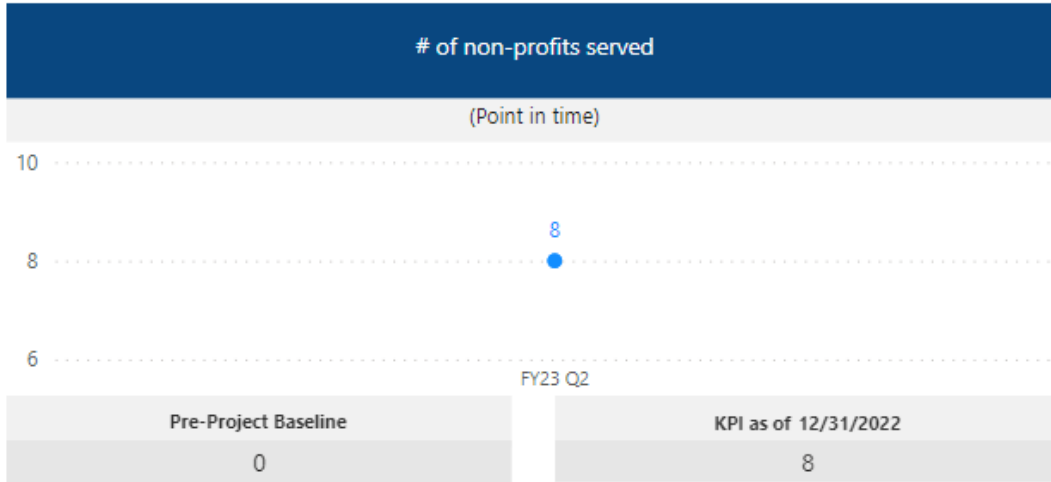 # of non-profits served
(Point in time)
10
8
8
6
FY23 Q2
Pre-Project Baseline
KPI as of 12/31/2022
0
8